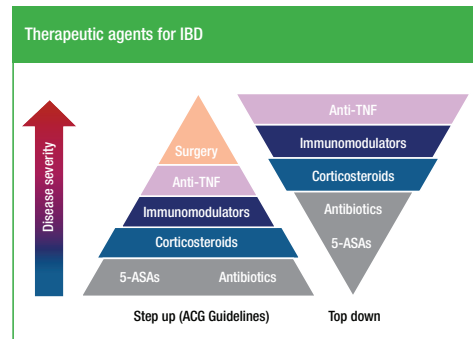 Therapeutic agents for IBD
Disease severity
Surgery
Anti-TNF
Immunomodulators
Corticosteroids
5-ASAs Antibiotics
Step up (ACG Guidelines)
Anti-TNF
Immunomodulators
Corticosteroids
Antibiotics
5-ASAs
Top down